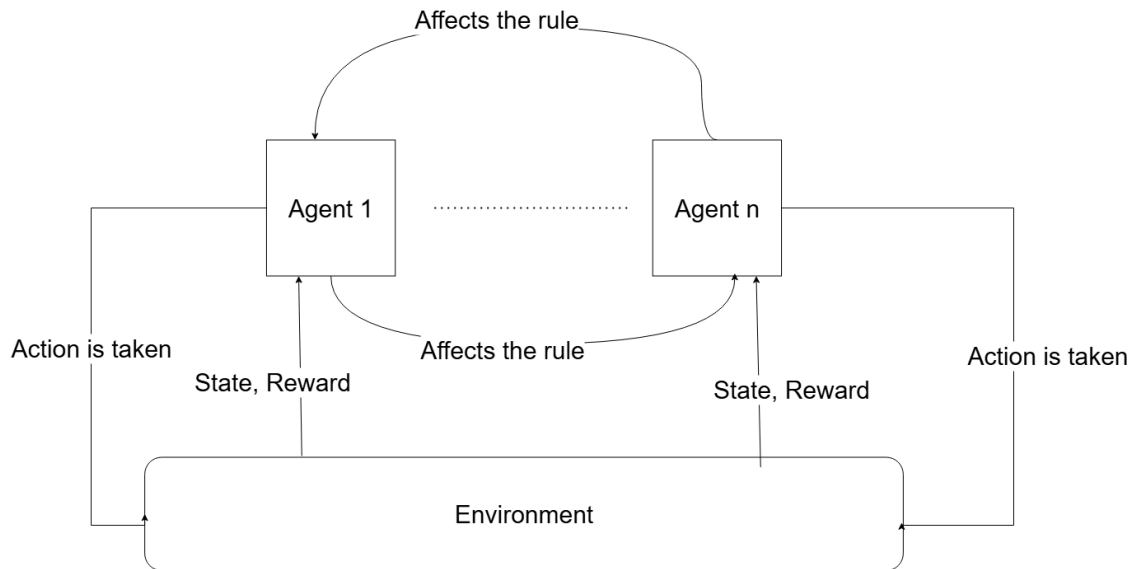 Affects the rule
Agent 1
Agent n
Action is taken
Affects the rule
Action is taken
State, Reward
State, Reward
Environment